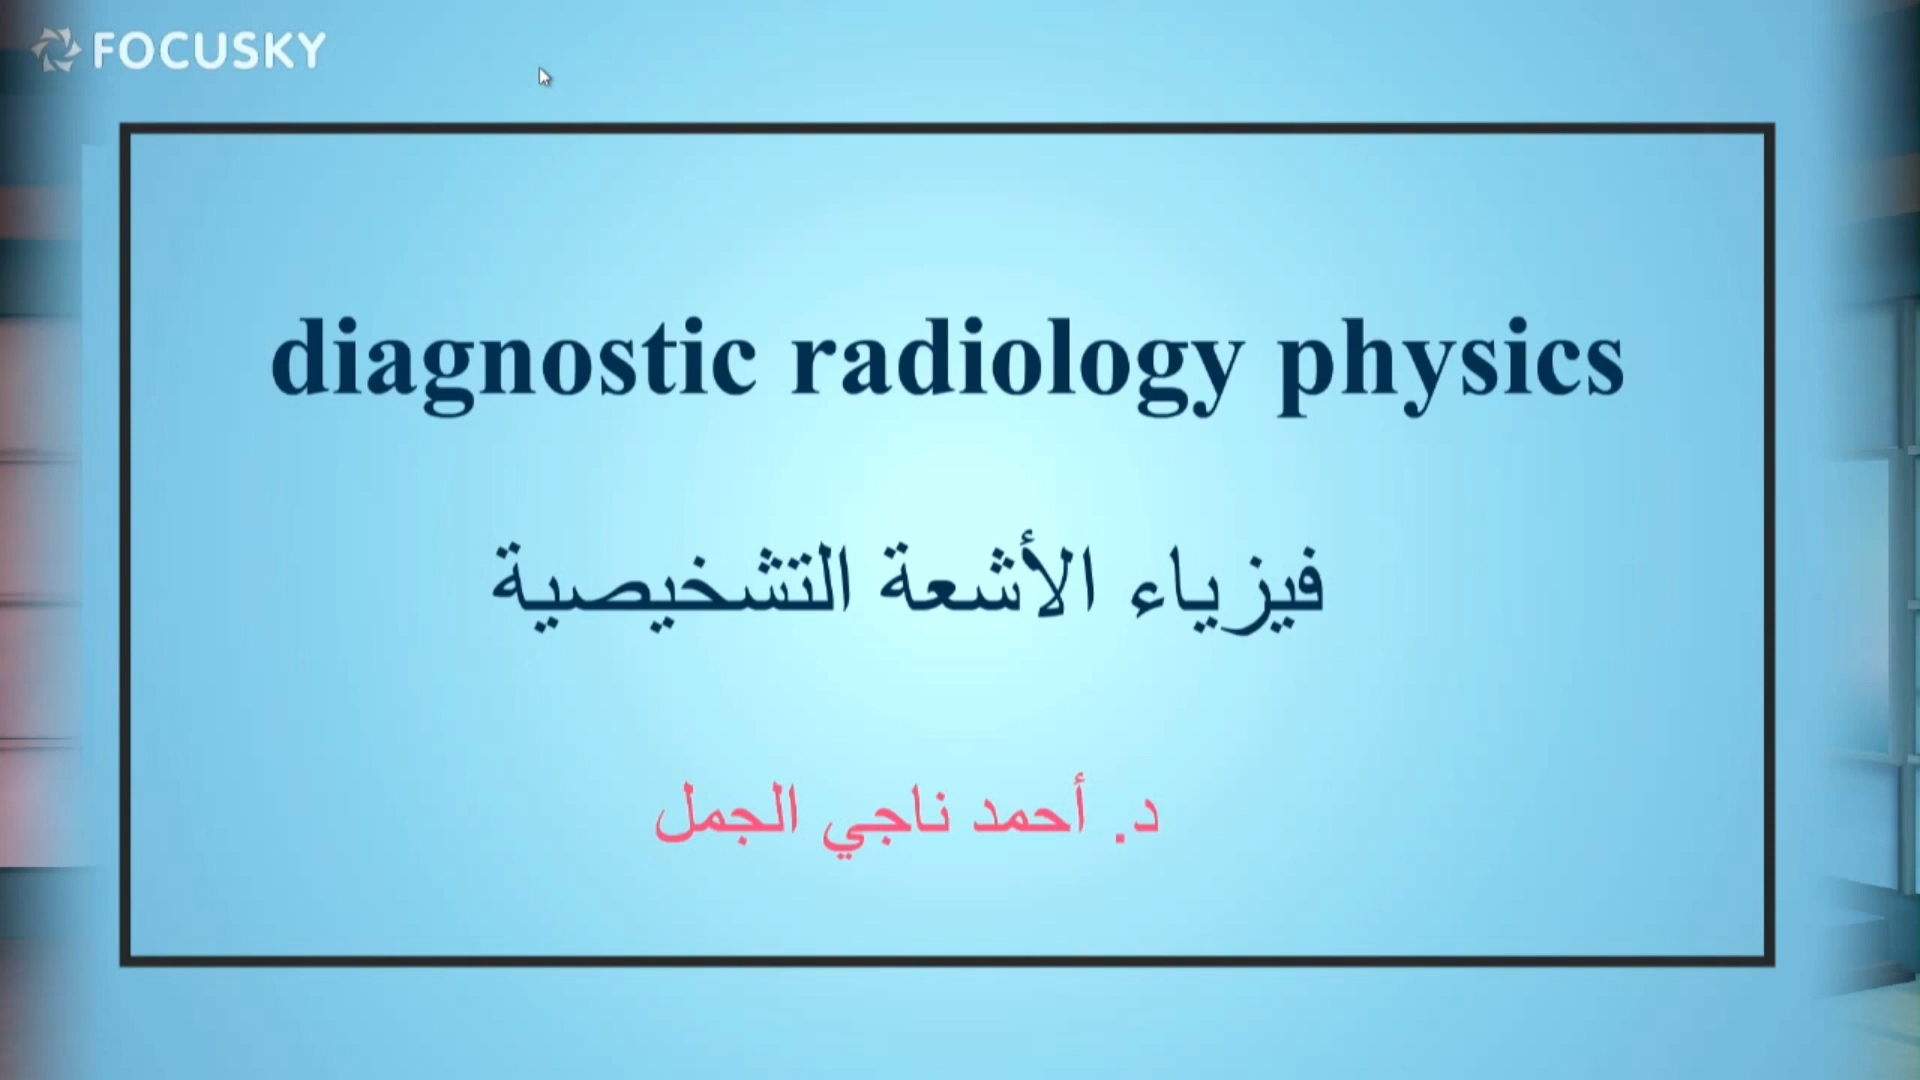 FOCUSKY
diagnostic radiology physics
فيزياء الأشعة التشخيصية
د. أحمد ناجي الجمل